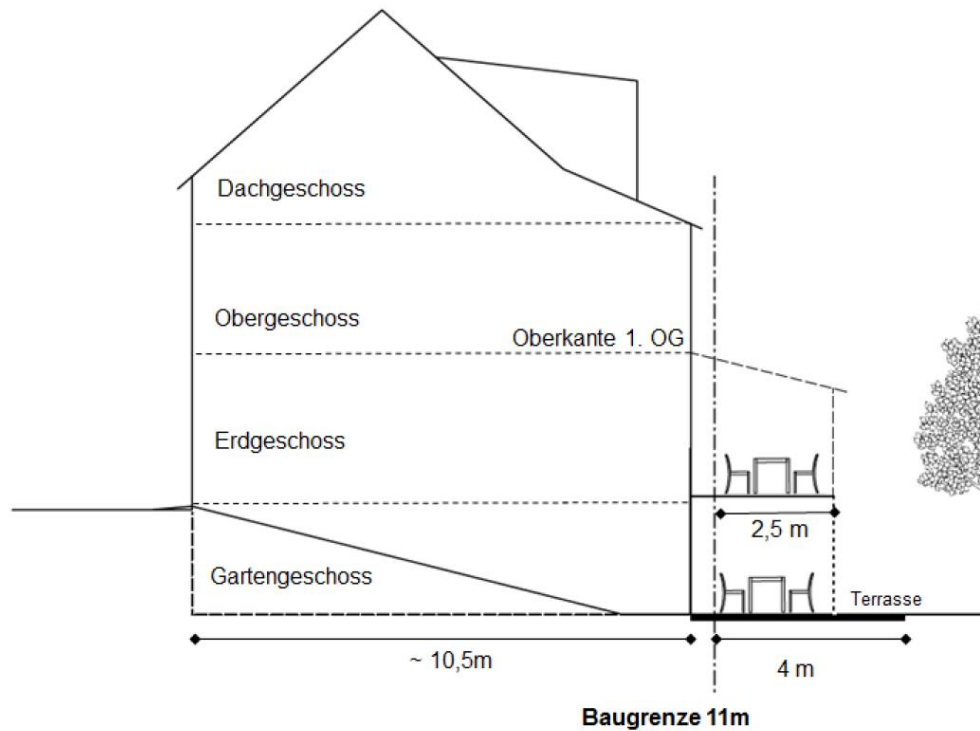 Dachgeschoss
Obergeschoss
Oberkante 1. OG
Erdgeschoss
2,5 m
Gartengeschoss
Terrasse
~ 10,5m
4 m
Baugrenze 11m